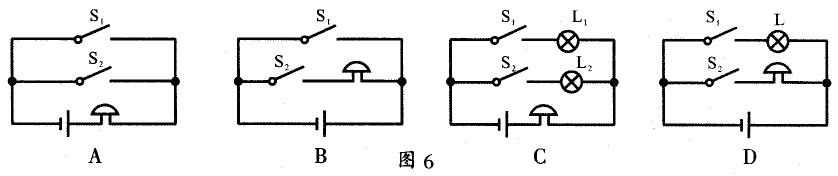 S₁ S₁ S₁ L₁ S₁ L
S₂ S₂ S₂ L₂ S₂
A B 图 6 C D